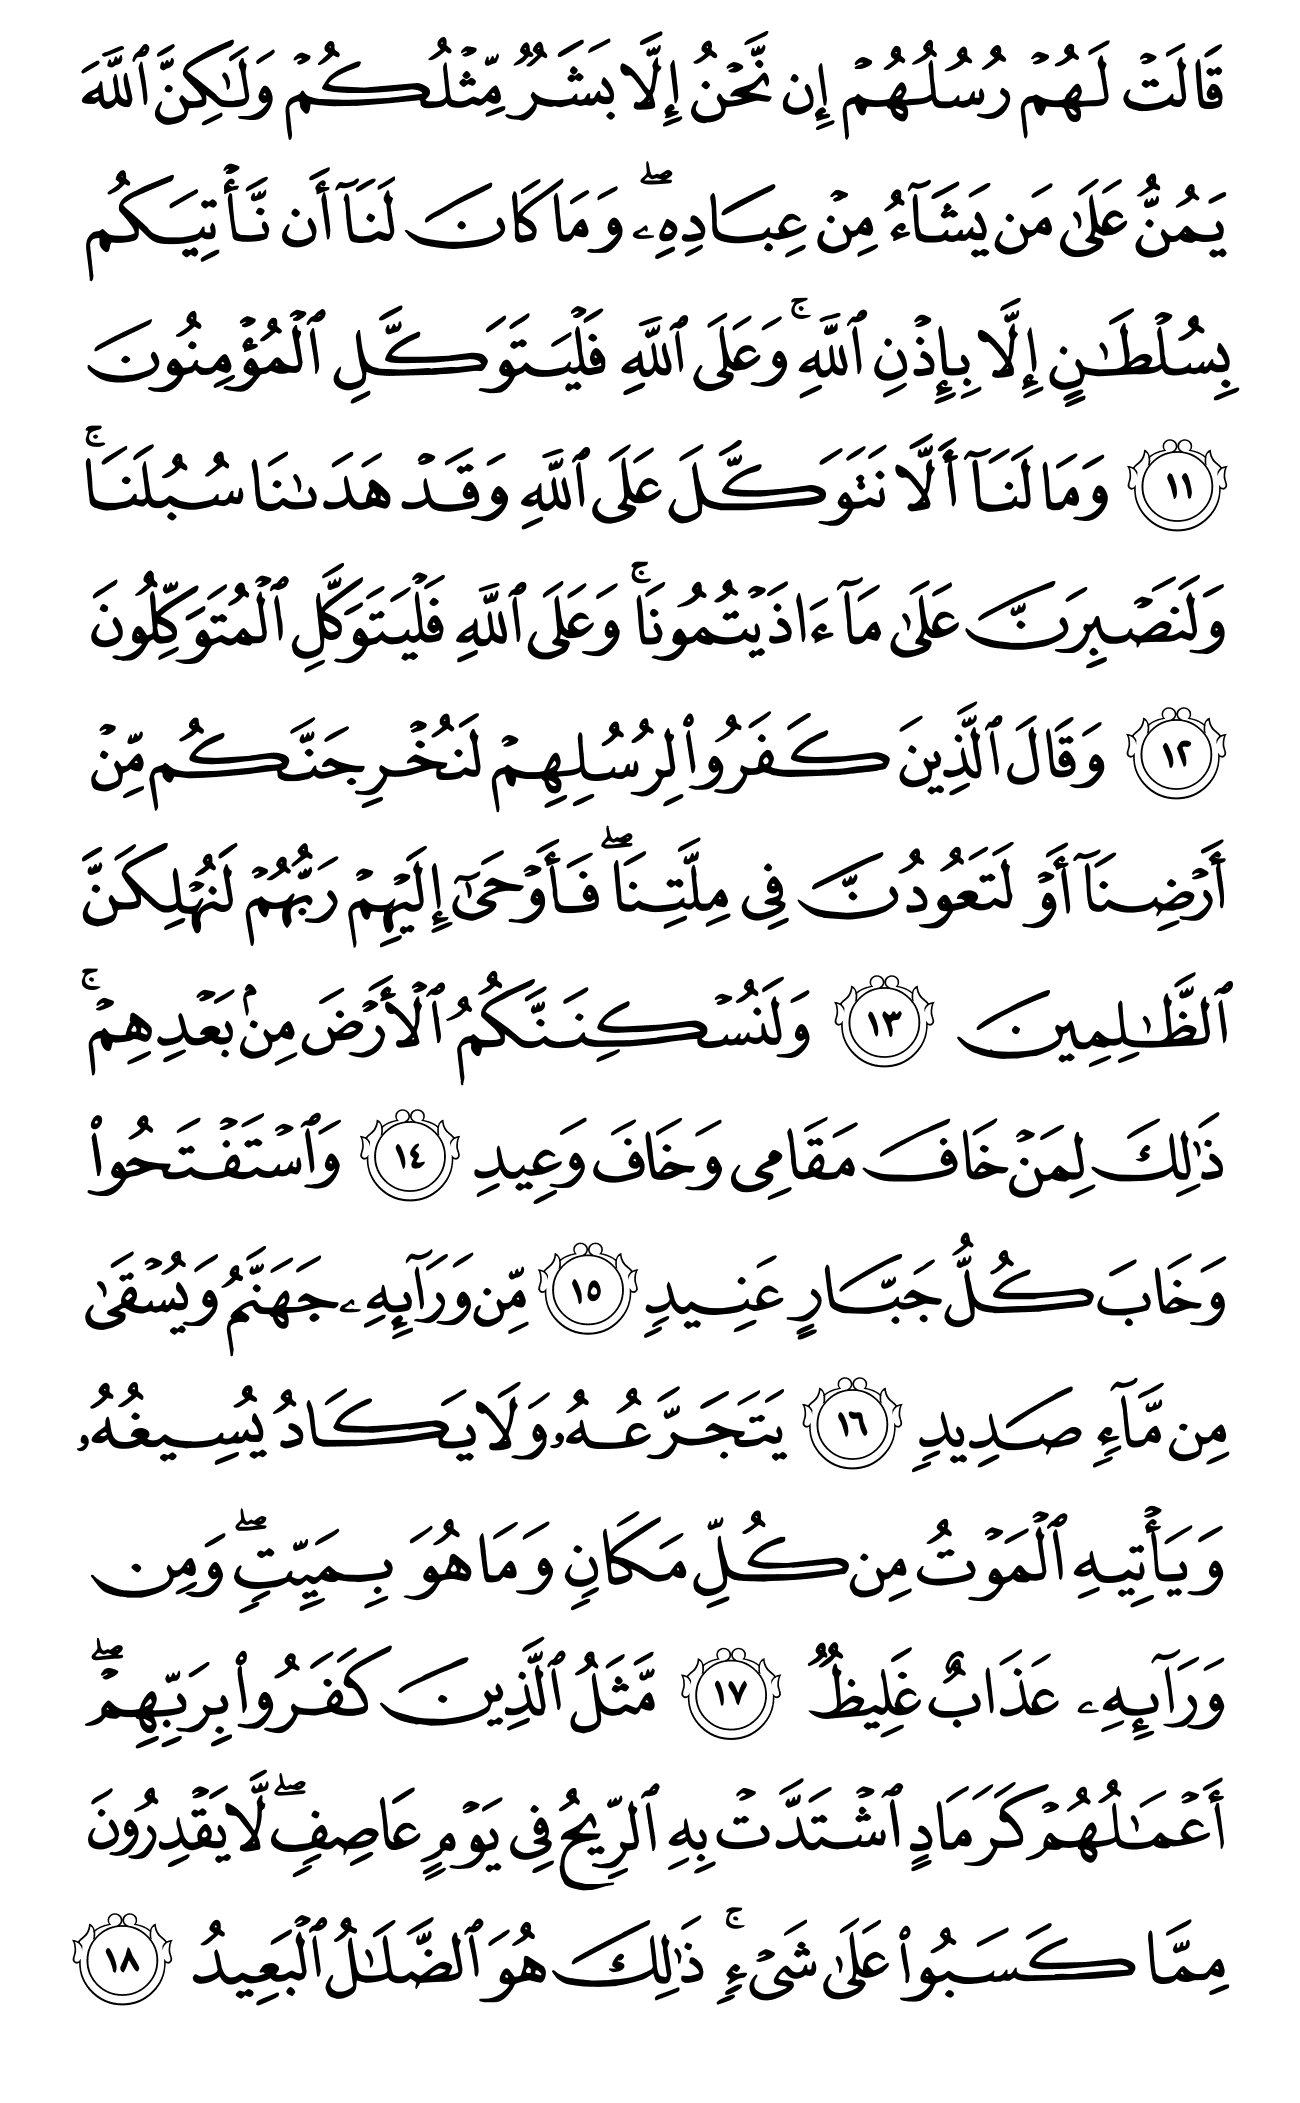 قَالَتۡ لَهُمۡ رُسُلُهُمۡ إِن نَّحۡنُ إِلَّا بَشَرٞ مِّثۡلُكُمۡ وَلَٰكِنَّ ٱللَّهَ
يَمُنُّ عَلَىٰ مَن يَشَآءُ مِنۡ عِبَادِهِۦۖ وَمَا كَانَ لَنَآ أَن نَّأۡتِيَكُم
بِسُلۡطَٰنٍ إِلَّا بِإِذۡنِ ٱللَّهِۚ وَعَلَى ٱللَّهِ فَلۡيَتَوَكَّلِ ٱلۡمُؤۡمِنُونَ
١١ وَمَا لَنَآ أَلَّا نَتَوَكَّلَ عَلَى ٱللَّهِ وَقَدۡ هَدَىٰنَا سُبُلَنَاۚ
وَلَنَصۡبِرَنَّ عَلَىٰ مَآ ءَاذَيۡتُمُونَاۚ وَعَلَى ٱللَّهِ فَلۡيَتَوَكَّلِ ٱلۡمُتَوَكِّلُونَ
١٢ وَقَالَ ٱلَّذِينَ كَفَرُواْ لِرُسُلِهِمۡ لَنُخۡرِجَنَّكُم مِّنۡ
أَرۡضِنَآ أَوۡ لَتَعُودُنَّ فِي مِلَّتِنَاۖ فَأَوۡحَىٰٓ إِلَيۡهِمۡ رَبُّهُمۡ لَنُهۡلِكَنَّ
ٱلظَّٰلِمِينَ ١٣ وَلَنُسۡكِنَنَّكُمُ ٱلۡأَرۡضَ مِنۢ بَعۡدِهِمۡۚ
ذَٰلِكَ لِمَنۡ خَافَ مَقَامِي وَخَافَ وَعِيدِ ١٤ وَٱسۡتَفۡتَحُواْ
وَخَابَ كُلُّ جَبَّارٍ عَنِيدٖ ١٥ مِّن وَرَآئِهِۦ جَهَنَّمُ وَيُسۡقَىٰ
مِن مَّآءٖ صَدِيدٖ ١٦ يَتَجَرَّعُهُۥ وَلَا يَكَادُ يُسِيغُهُۥ
وَيَأۡتِيهِ ٱلۡمَوۡتُ مِن كُلِّ مَكَانٖ وَمَا هُوَ بِمَيِّتٖۖ وَمِن
وَرَآئِهِۦ عَذَابٌ غَلِيظٞ ١٧ مَّثَلُ ٱلَّذِينَ كَفَرُواْ بِرَبِّهِمۡۖ
أَعۡمَٰلُهُمۡ كَرَمَادٍ ٱشۡتَدَّتۡ بِهِ ٱلرِّيحُ فِي يَوۡمٍ عَاصِفٖۖ لَّا يَقۡدِرُونَ
مِمَّا كَسَبُواْ عَلَىٰ شَيۡءٖۚ ذَٰلِكَ هُوَ ٱلضَّلَٰلُ ٱلۡبَعِيدُ ١٨